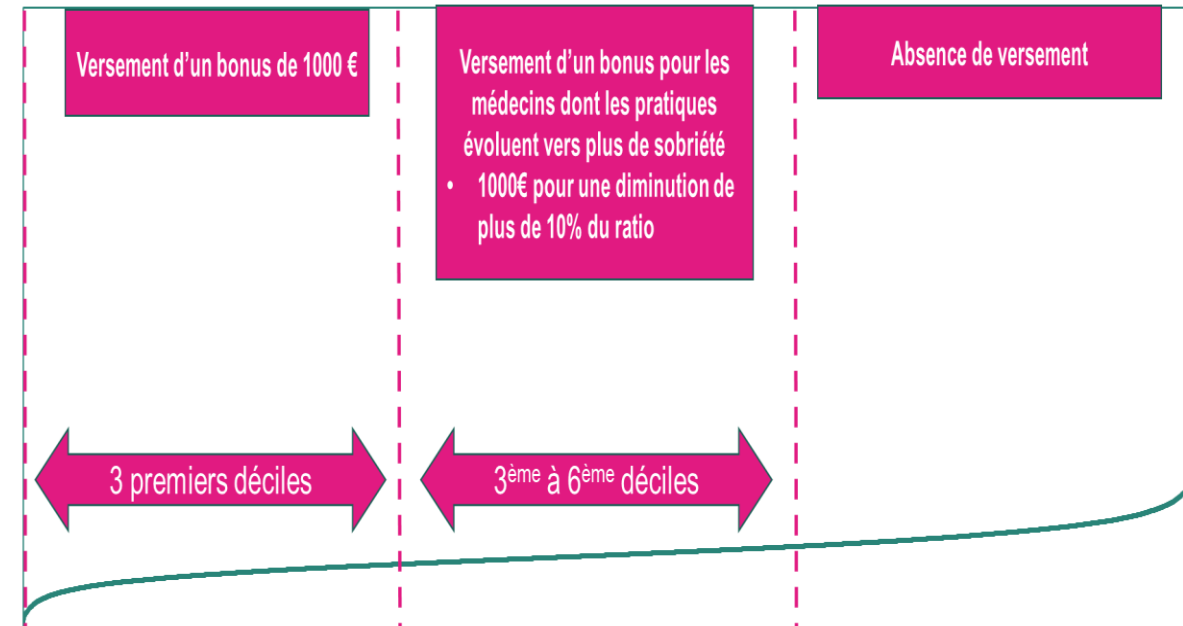 Versement d’un bonus de 1000 €
Versement d’un bonus pour les
médecins dont les pratiques
évoluent vers plus de sobriété
• 1000€ pour une diminution de
plus de 10% du ratio
Absence de versement
3 premiers déciles
3ème à 6ème déciles